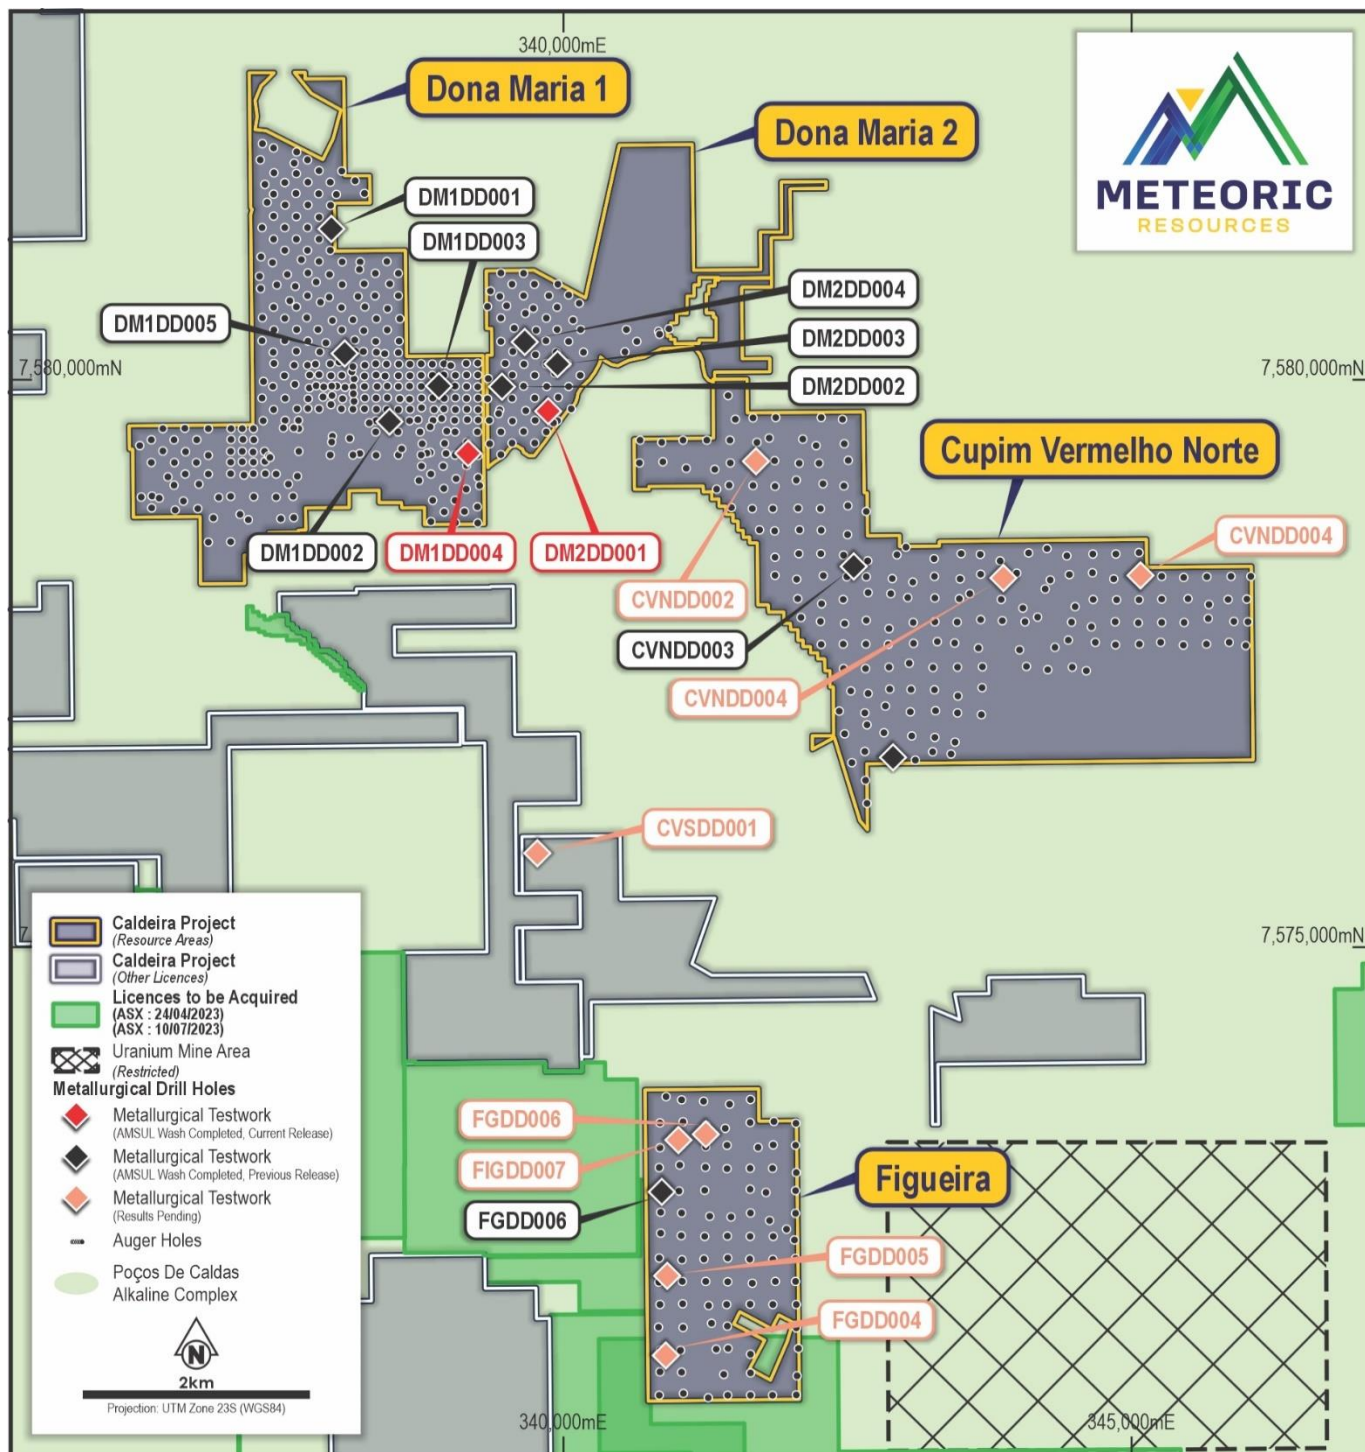 340,000mE
Dona Maria 1
Dona Maria 2
METEORIC
RESOURCES
DM1DD001
DM1DD003
DM2DD004
DM1DD005
DM2DD003
7,580,000mN
7,580,000mN
DM2DD002
Cupim Vermelho Norte
DM1DD002
DM1DD004
DM2DD001
CVNDD004
CVNDD002
CVNDD003
CVNDD004
CVSDD001
7
7,575,000mN
Caldeira Project
(Resource Areas)
Caldeira Project
(Other Licences)
Licences to be Acquired
(ASX : 24/04/2023)
(ASX : 10/07/2023)
Uranium Mine Area
(Restricted)
Metallurgical Drill Holes
Metallurgical Testwork
(AMSUL Wash Completed, Current Release)
Metallurgical Testwork
(AMSUL Wash Completed, Previous Release)
Metallurgical Testwork
(Results Pending)
Auger Holes
Poços De Caldas
Alkaline Complex
N
2km
Projection: UTM Zone 23S (WGS84)
FGDD006
FIGDD007
FGDD006
Figueira
FGDD005
FGDD004
340,000mE
345,000mE